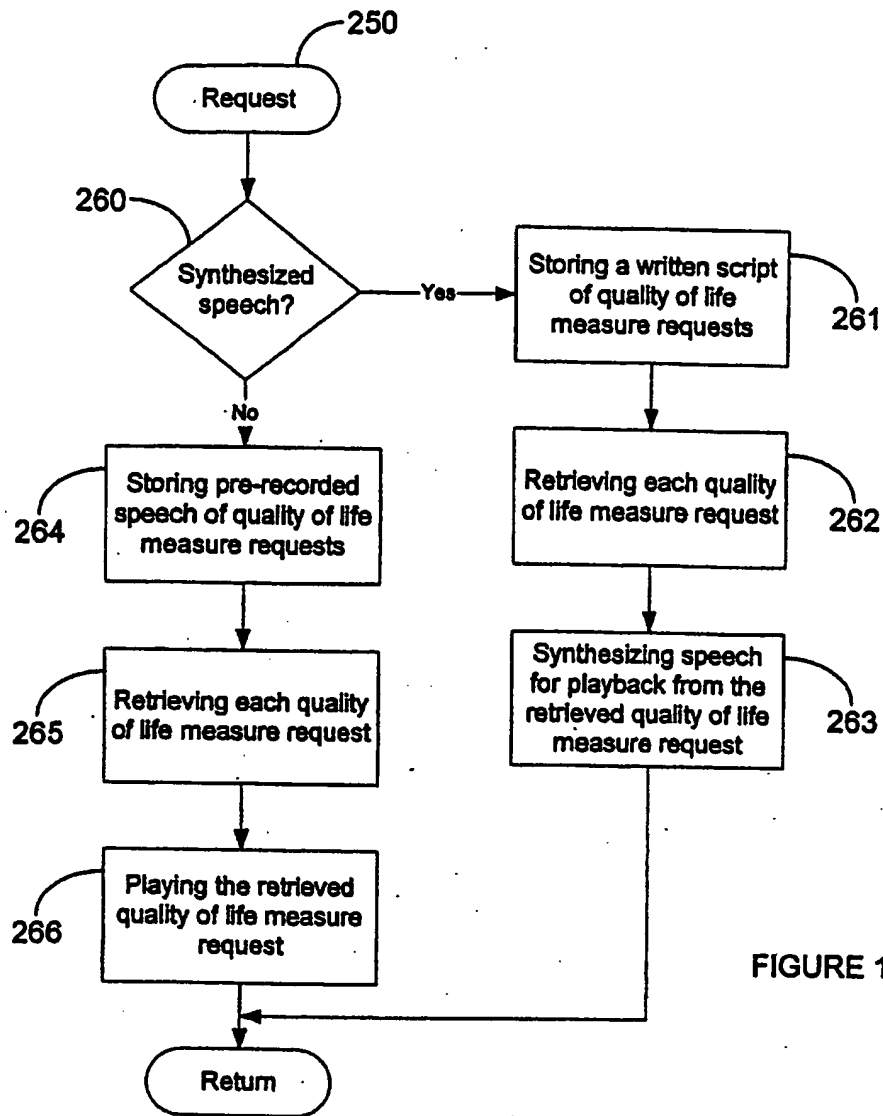 250
Request
260
Synthesized
speech?
Yes
No
Storing a written script
of quality of life
measure requests
261
Storing pre-recorded
speech of quality of life
measure requests
264
Retrieving each quality
of life measure request
262
Retrieving each quality
of life measure request
265
Synthesizing speech
for playback from the
retrieved quality of life
measure request
263
Playing the retrieved
quality of life measure
request
266
FIGURE 1
Return